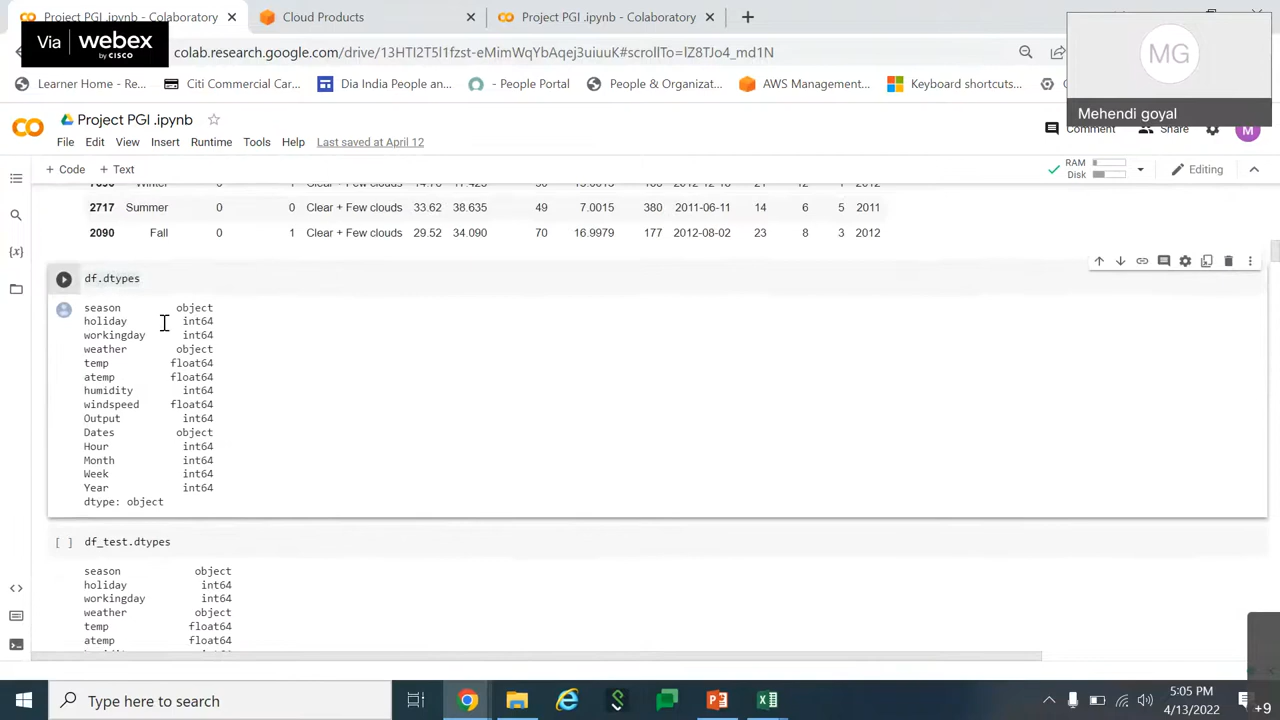 Project PGI .ipynb - Colaboratory
Cloud Products
Project PGI .ipynb - Colaboratory
Via webex by CISCO
colab.research.google.com/drive/13HTI2T5l1fzst-eMimWqYbAqej3uiuuK#scrollTo=lZ8TJo4_md1N
Learner Home - Re... Citi Commercial Car... Dia India People an... - People Portal People & Organizat... AWS Management... Keyboard shortcuts...
MG
Mehendi goyal
Project PGI .ipynb
Comment Share M
File Edit View Insert Runtime Tools Help Last saved at April 12
+ Code + Text
RAM
Disk
Editing
2717 Summer 0 0 Clear + Few clouds 33.62 38.635 49 7.0015 380 2011-06-11 14 6 5 2011
2090 Fall 0 1 Clear + Few clouds 29.52 34.090 70 16.9979 177 2012-08-02 23 8 3 2012
df.dtypes
season object
holiday int64
workingday int64
weather object
temp float64
atemp float64
humidity int64
windspeed float64
Output int64
Dates object
Hour int64
Month int64
Week int64
Year int64
dtype: object
[ ] df_test.dtypes
season object
holiday int64
workingday int64
weather object
temp float64
atemp float64
Type here to search
5:05 PM
4/13/2022
+9